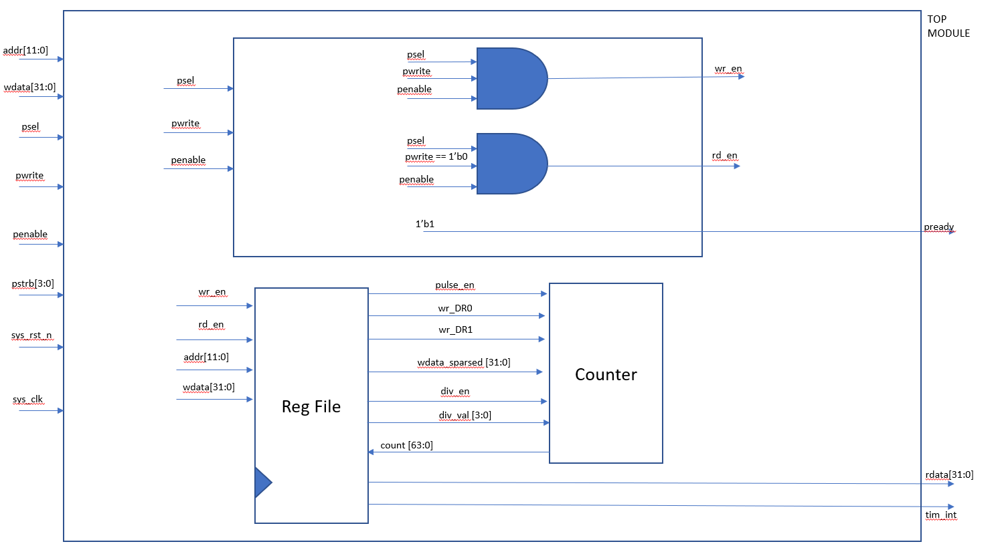 TOP
MODULE
addr[11:0]
wdata[31:0]
psel
pwrite
penable
pstrb[3:0]
sys_rst_n
sys_clk
psel
pwrite
penable
psel
pwrite
penable
wr_en
psel
pwrite == 1’b0
penable
rd_en
1’b1
pready
wr_en
rd_en
addr[11:0]
wdata[31:0]
Reg File
pulse_en
wr_DR0
wr_DR1
wdata_sparsed [31:0]
div_en
div_val [3:0]
count [63:0]
Counter
rdata[31:0]
tim_int